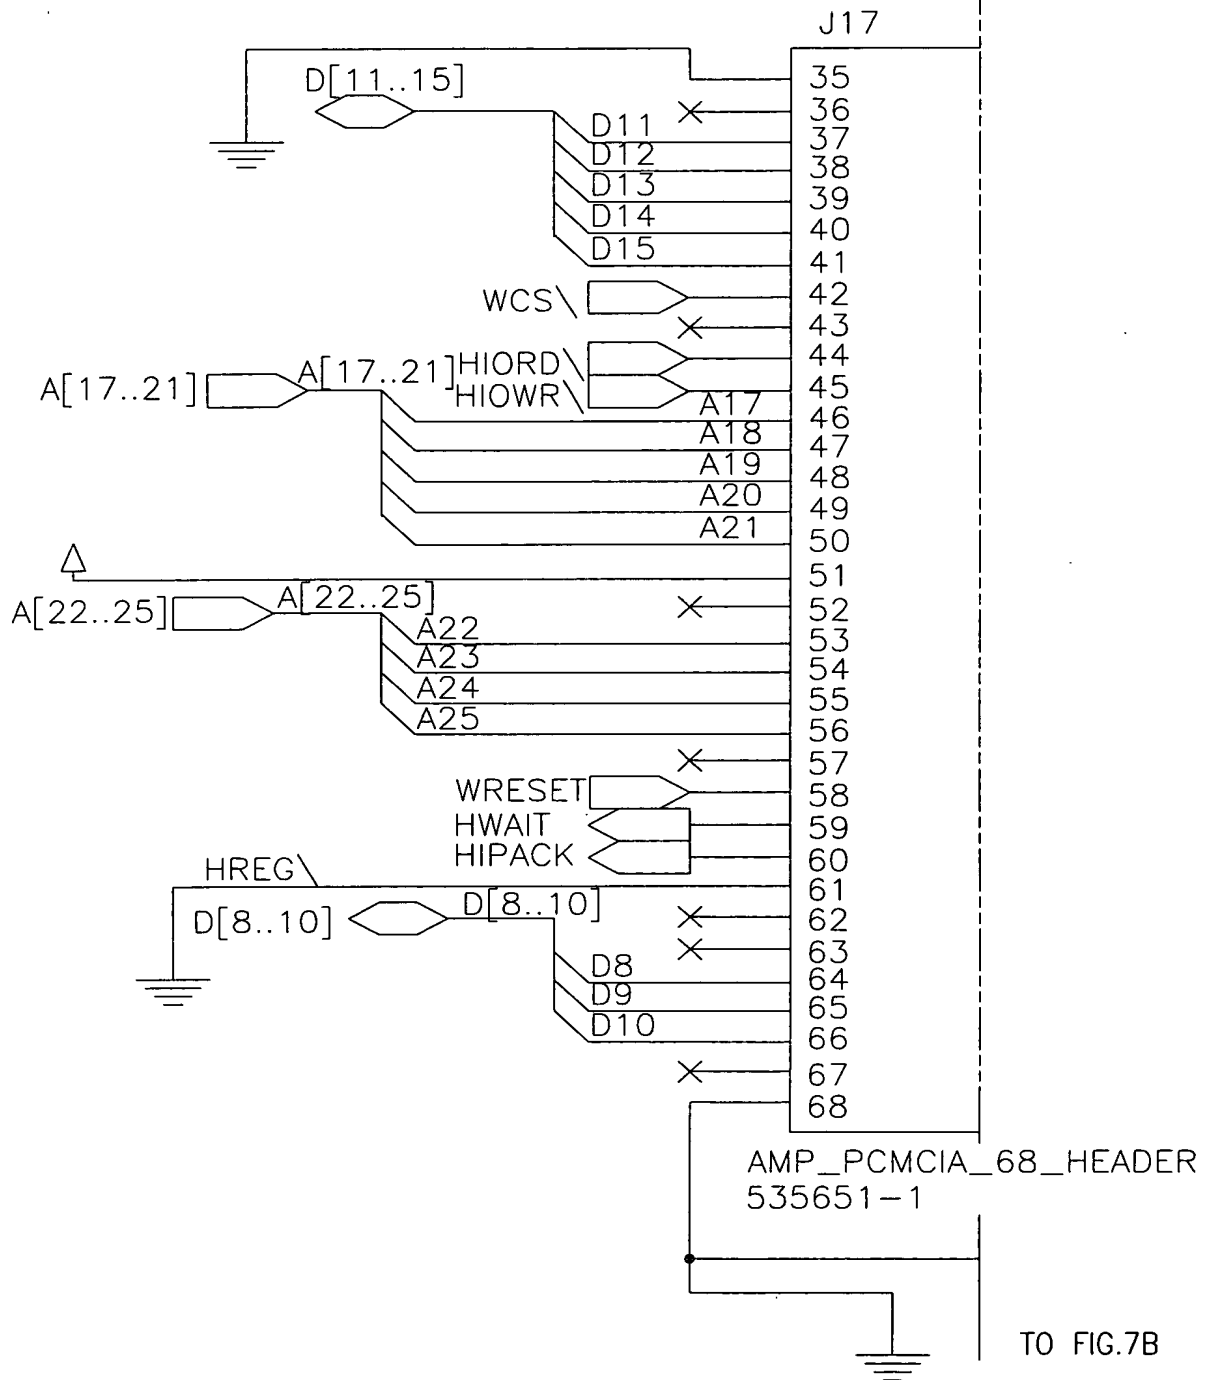 J17
35
D[11..15]
36
D11
37
D12
38
D13
39
D14
40
D15
41
WCS\
42
43
A[17..21]
A[17..21]
HIORD\
44
HIOWR\
45
A17
46
A18
47
A19
48
A20
49
A21
50
51
A[22..25]
A[22..25]
52
A22
53
A23
54
A24
55
A25
56
57
WRESET
58
HWAIT
59
HIPACK
60
HREG\
61
D[8..10]
D[8..10]
62
63
D8
64
D9
65
D10
66
67
68
AMP_PCMCIA_68_HEADER
535651-1
TO FIG.7B